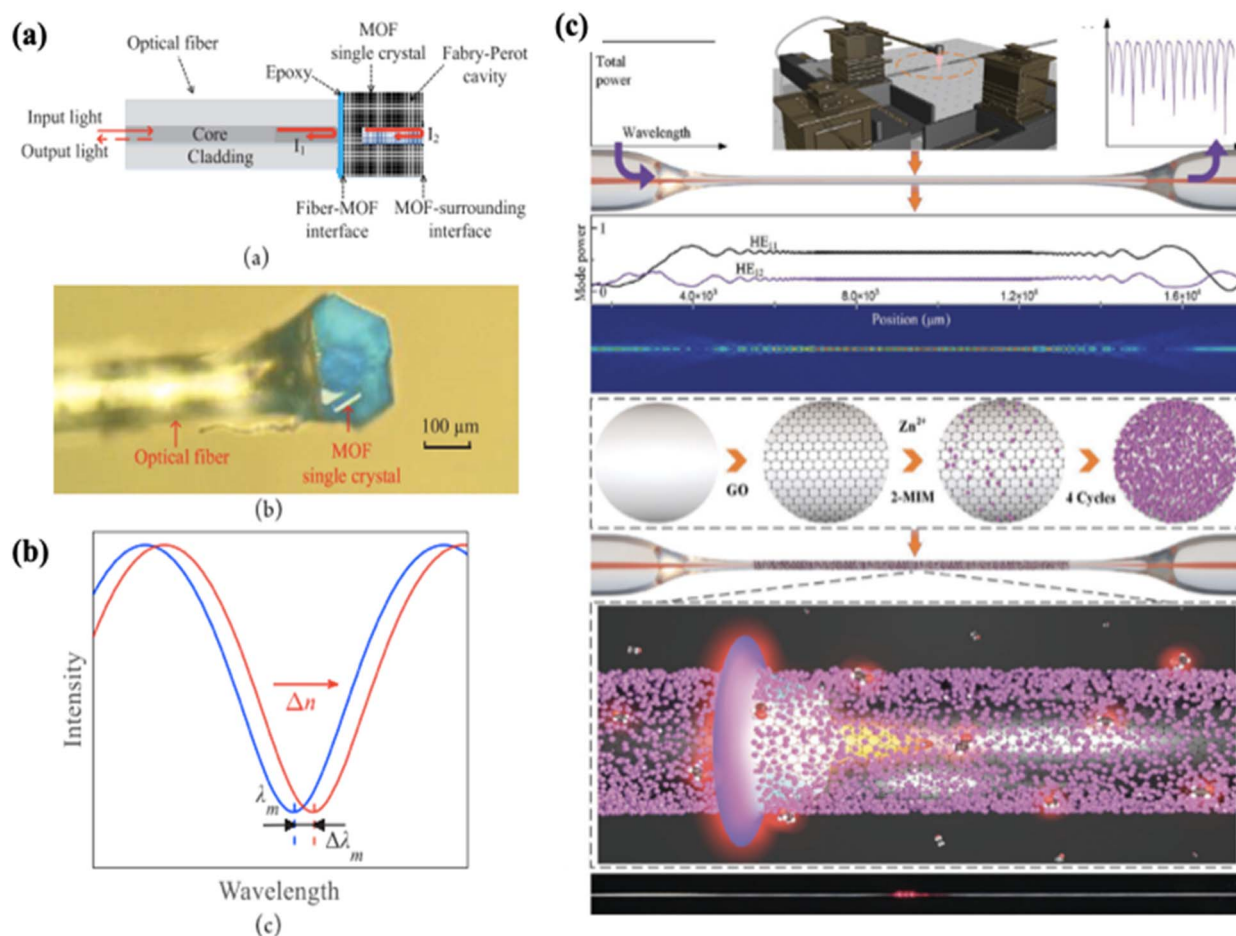 (a)
Optical fiber
MOF
single crystal
Fabry-Perot
cavity
Epoxy
Input light
Output light
Core
Cladding
I₁
I₂
Fiber-MOF
interface
MOF-surrounding
interface
(a)
Optical fiber
MOF
single crystal
100 μm
(b)
(b)
Intensity
Δn
λₘ
Δλₘ
Wavelength
(c)
(c)
Total
power
Wavelength
Mode power
1
0
HE₁₁
HE₁₂
4.0×10³
8.0×10³
1.2×10⁴
1.6×10⁴
Position (μm)
GO
Zn²⁺
2-MIM
4 Cycles